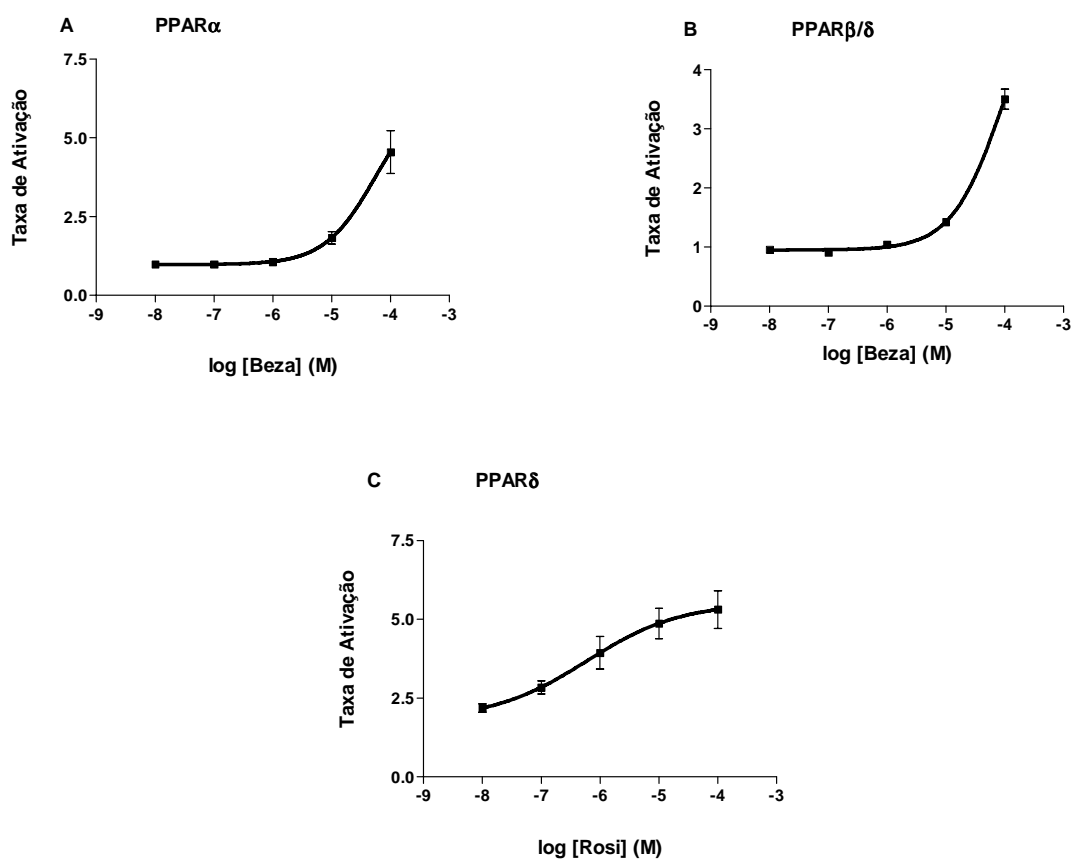 A PPARα
7.5
5.0
2.5
0.0
Taxa de Ativação
-9 -8 -7 -6 -5 -4 -3
log [Beza] (M)
B PPARβ/δ
4
3
2
1
0
Taxa de Ativação
-9 -8 -7 -6 -5 -4 -3
log [Beza] (M)
C PPARδ
7.5
5.0
2.5
0.0
Taxa de Ativação
-9 -8 -7 -6 -5 -4 -3
log [Rosi] (M)